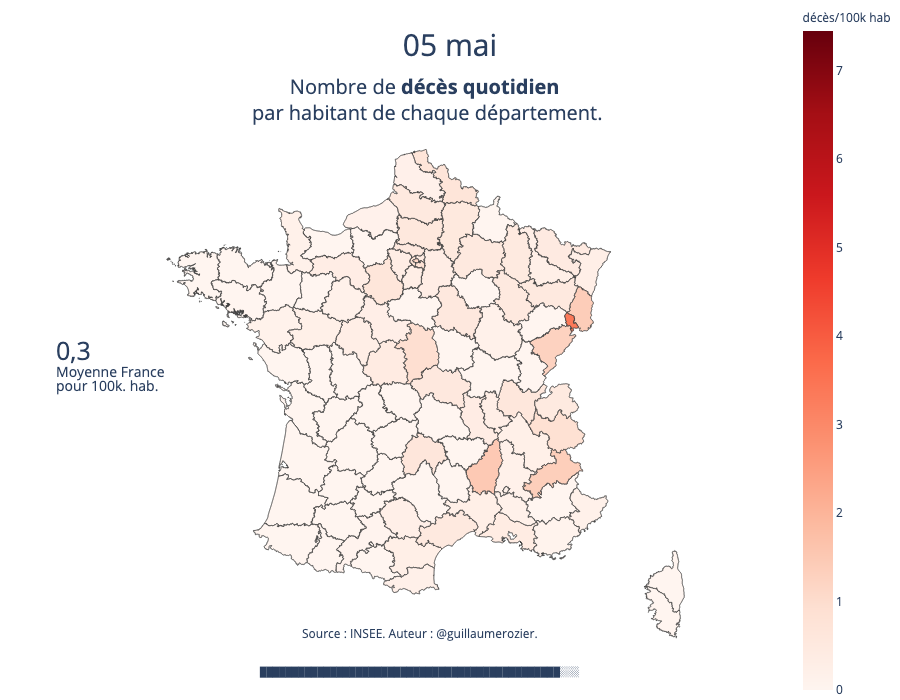 05 mai
Nombre de décès quotidien
par habitant de chaque département.
décès/100k hab
7
6
5
4
3
2
1
0
0,3
Moyenne France
pour 100k. hab.
Source : INSEE. Auteur : @guillaumerozier.